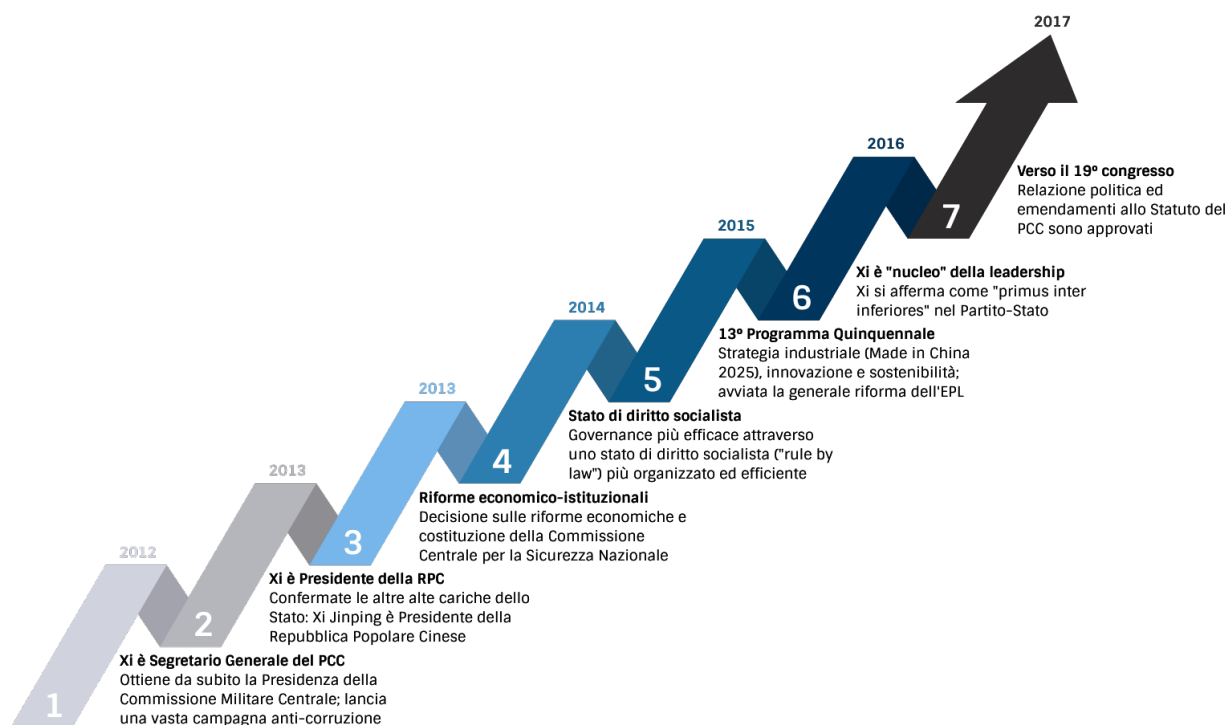 2012
1
Xi è Segretario Generale del PCC
Ottiene da subito la Presidenza della
Commissione Militare Centrale; lancia
una vasta campagna anti-corruzione
2013
2
Xi è Presidente della RPC
Confermate le altre alte cariche dello
Stato: Xi Jinping è Presidente della
Repubblica Popolare Cinese
2013
3
Riforme economico-istituzionali
Decisione sulle riforme economiche e
costituzione della Commissione
Centrale per la Sicurezza Nazionale
2014
4
Stato di diritto socialista
Governance più efficace attraverso
uno stato di diritto socialista ("rule by
law") più organizzato ed efficiente
2015
5
13º Programma Quinquennale
Strategia industriale (Made in China
2025), innovazione e sostenibilità;
avviata la generale riforma dell'EPL
2016
6
Xi è "nucleo" della leadership
Xi si afferma come "primus inter
inferiores" nel Partito-Stato
2017
7
Verso il 19º congresso
Relazione politica ed
emendamenti allo Statuto del
PCC sono approvati